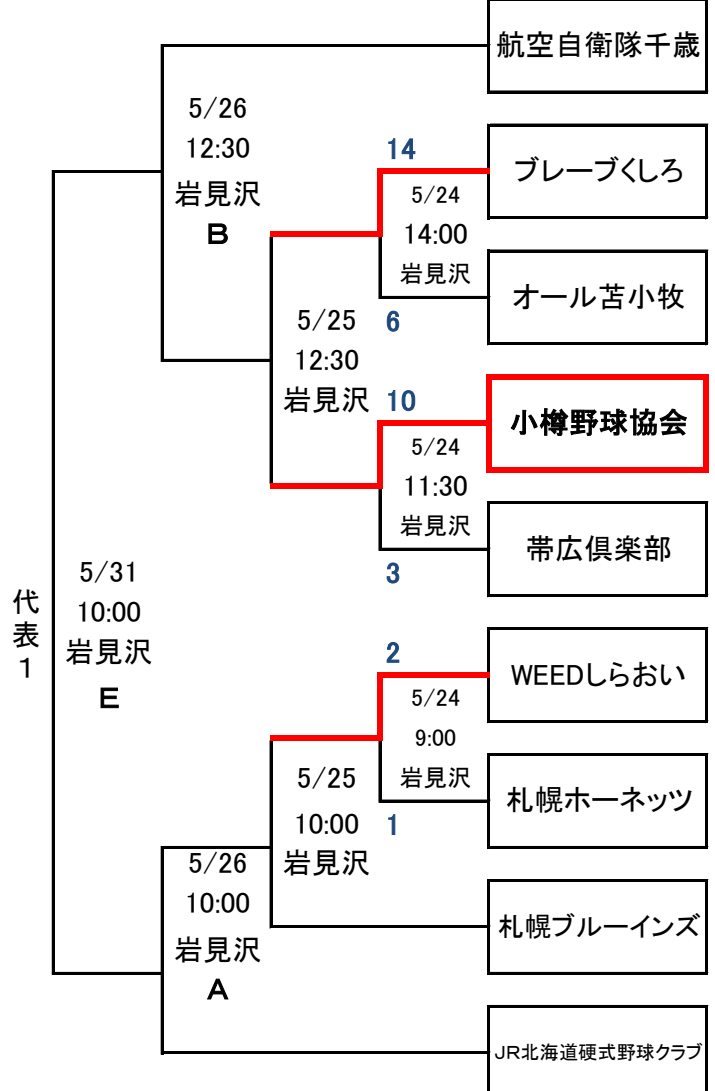 航空自衛隊千歳
5/26
12:30
岩見沢
B
14
ブレーブくしろ
5/24
14:00
岩見沢
オール苫小牧
6
5/25
12:30
岩見沢
10
小樽野球協会
5/24
11:30
岩見沢
帯広倶楽部
3
代表1
5/31
10:00
岩見沢
E
2
WEEDしらおい
5/24
9:00
岩見沢
札幌ホーネッツ
1
5/25
10:00
岩見沢
5/26
10:00
岩見沢
A
札幌ブルーインズ
JR北海道硬式野球クラブ